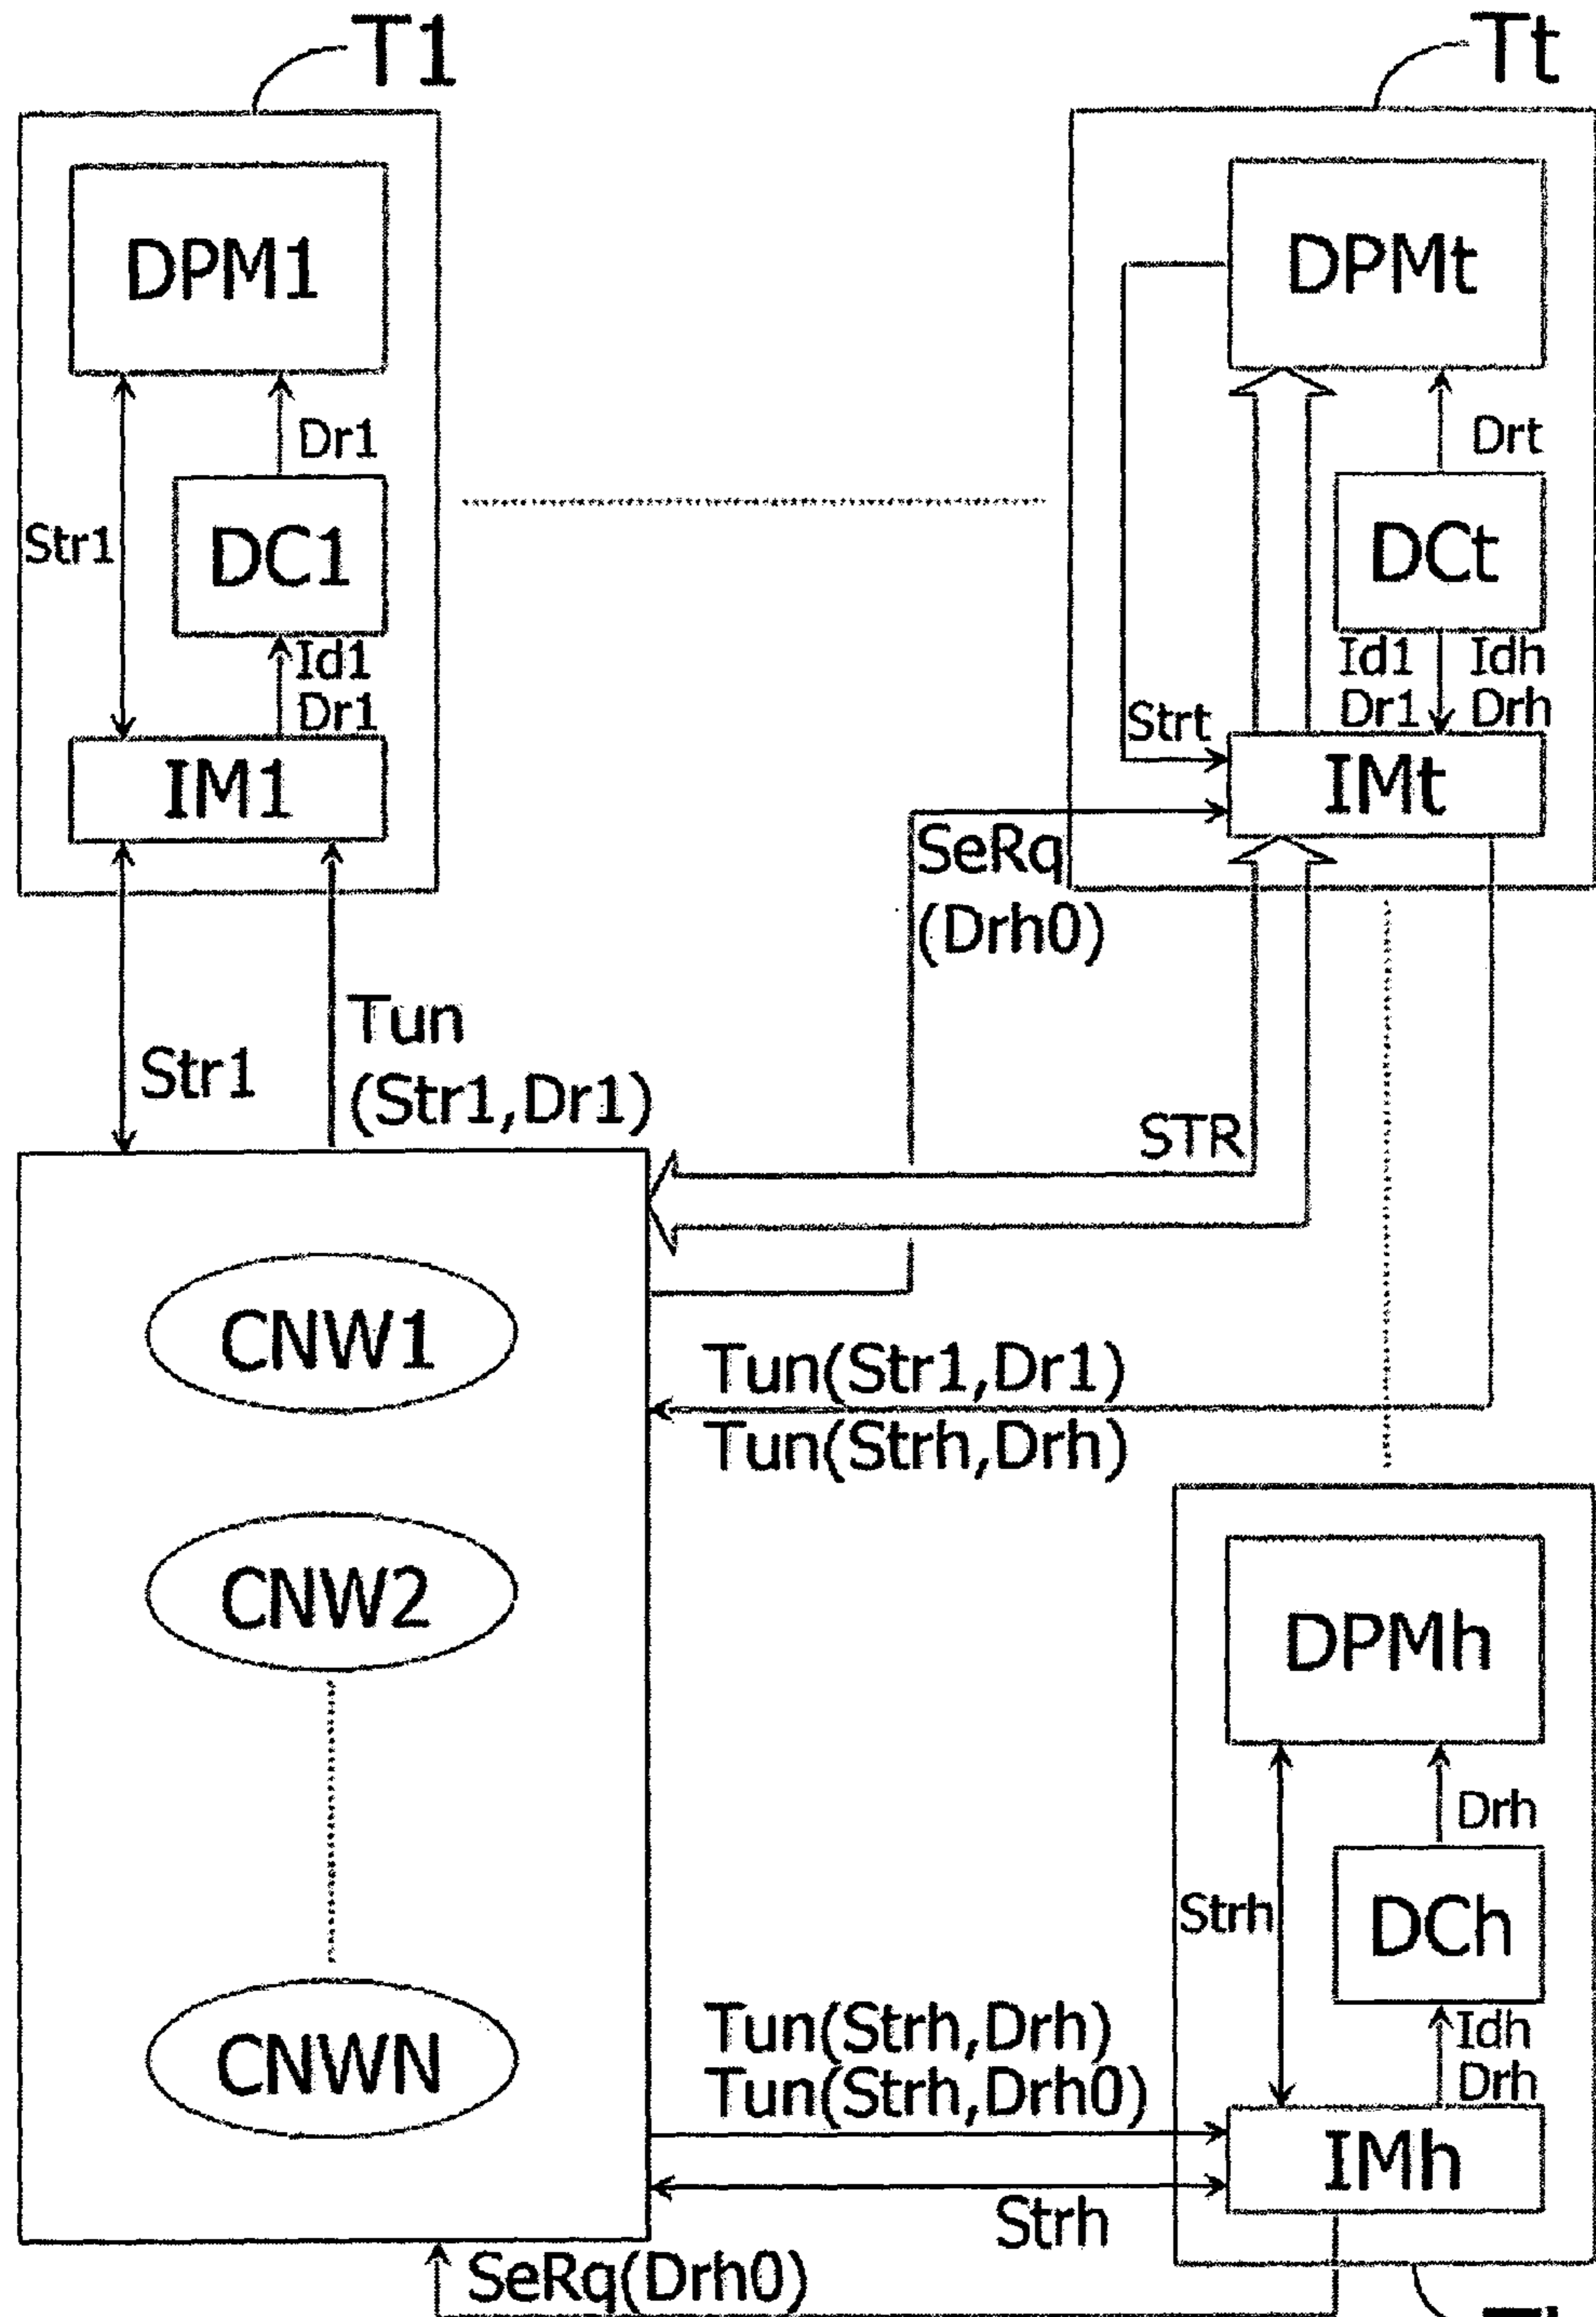 T1
Tt
DPM1
DPMt
Dr1
Drt
Str1
DC1
DCt
Id1
Dr1
Id1
Dr1
Idh
Drh
Strt
IM1
IMt
SeRq
(Drh0)
Str1
Tun
(Str1,Dr1)
STR
CNW1
Tun(Str1,Dr1)
Tun(Strh,Drh)
CNW2
DPMh
Drh
Strh
DCh
CNWN
Tun(Strh,Drh)
Tun(Strh,Drh0)
Idh
Drh
IMh
Strh
SeRq(Drh0)